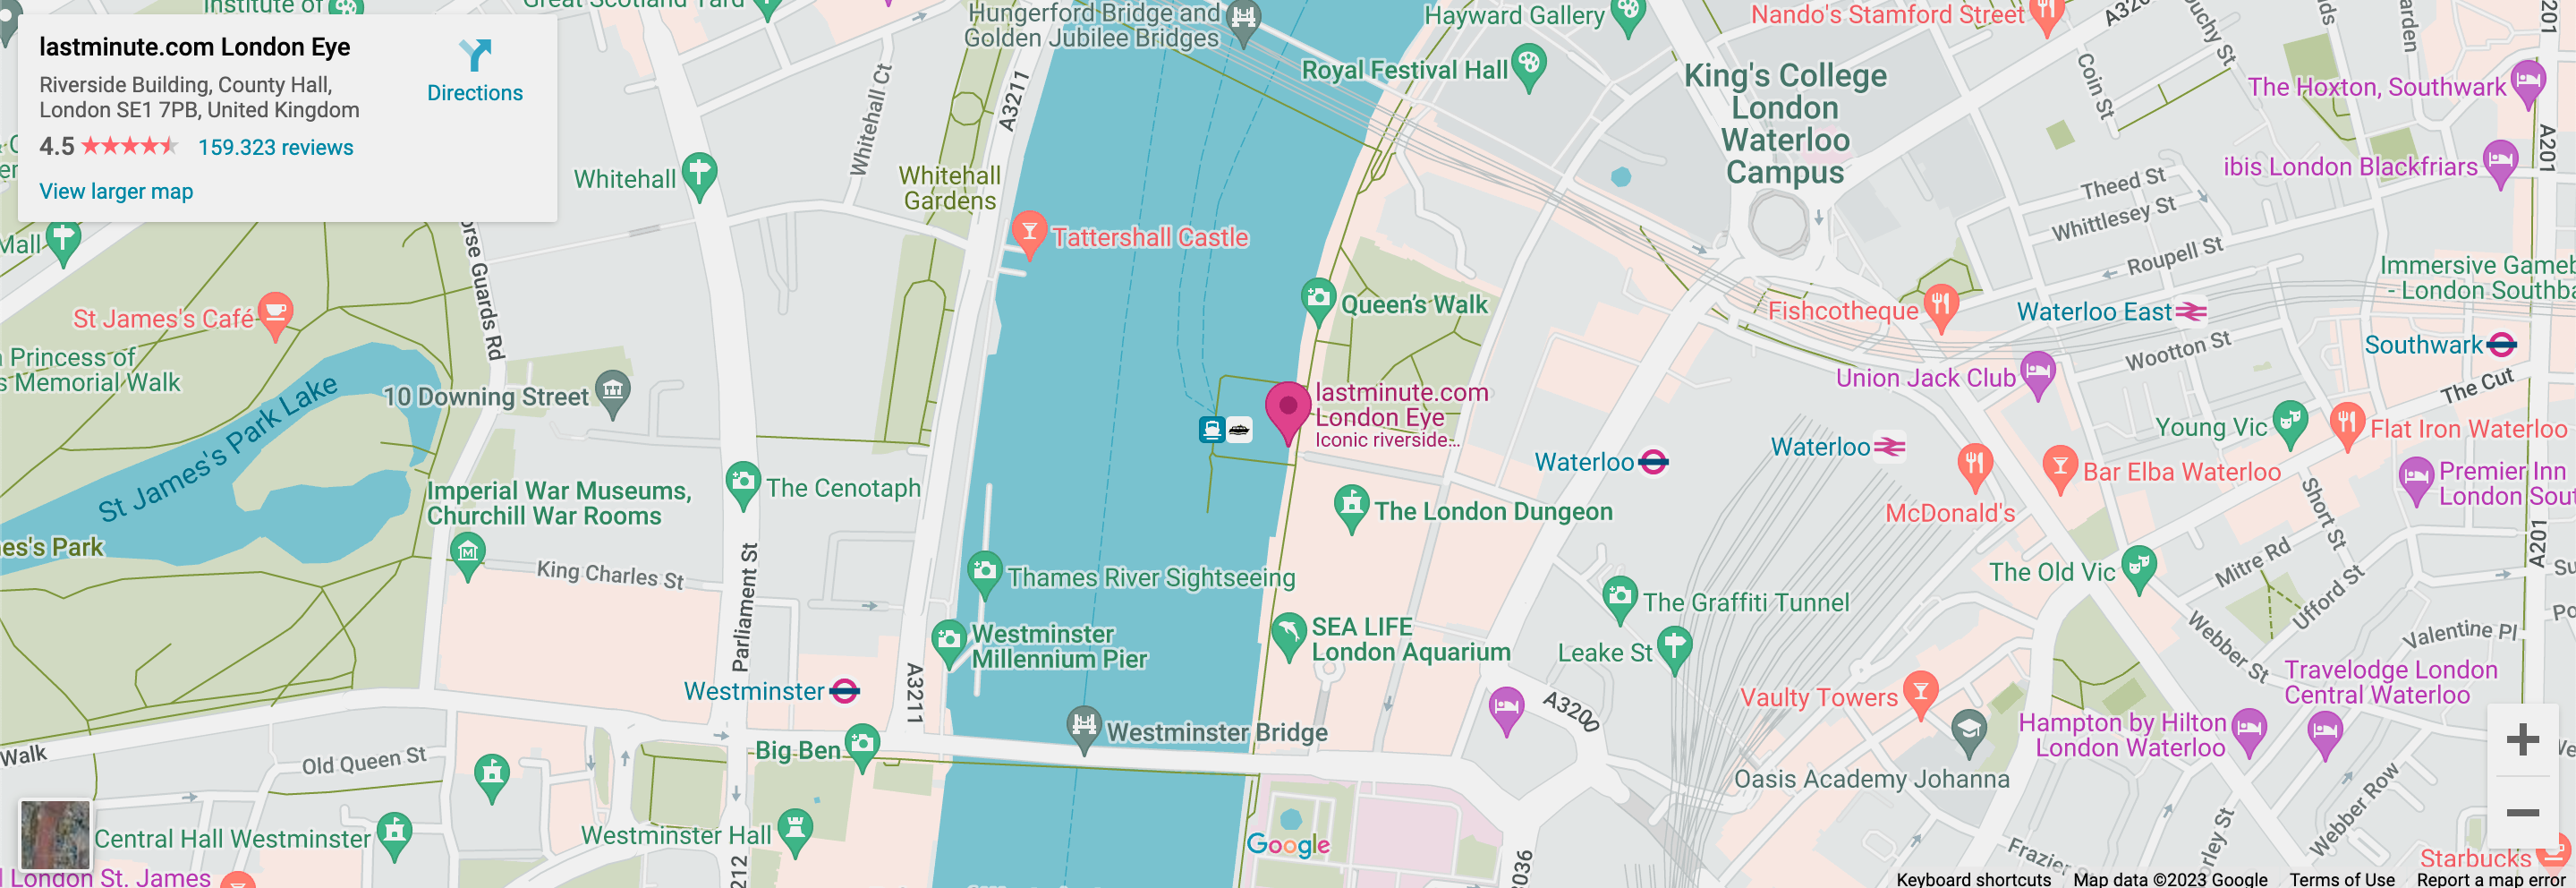 lastminute.com London Eye
Riverside Building, County Hall,
London SE1 7PB, United Kingdom
4.5
159.323 reviews
View larger map
Directions
Institute of
Great Scotland Yard
Hungerford Bridge and
Golden Jubilee Bridges
Hayward Gallery
Nando's Stamford Street
Royal Festival Hall
King's College
London
Waterloo
Campus
Coin St
A201
The Hoxton, Southwark
ibis London Blackfriars
A201
Whitehall
Whitehall Ct
A3211
Whitehall
Gardens
Theed St
Whittlesey St
Roupell St
Mall
Tattershall Castle
Horse Guards Rd
Queen's Walk
Immersive Gameb
- London Southba
St James's Café
Fishcotheque
Waterloo East
Southwark
Princess of
s Memorial Walk
Wootton St
The Cut
Union Jack Club
10 Downing Street
St James's Park Lake
lastminute.com
London Eye
Iconic riverside...
Young Vic
Flat Iron Waterloo
Waterloo
Waterloo
Bar Elba Waterloo
Premier Inn
London Sout
Imperial War Museums,
Churchill War Rooms
The Cenotaph
The London Dungeon
McDonald's
Short St
es's Park
King Charles St
Parliament St
Thames River Sightseeing
The Old Vic
Mitre Rd
Ufford St
A201
The Graffiti Tunnel
Westminster
Millennium Pier
SEA LIFE
London Aquarium
Leake St
Webber St
Valentine Pl
Westminster
A3211
Vaulty Towers
Travelodge London
Central Waterloo
A3200
Westminster Bridge
Hampton by Hilton
London Waterloo
Walk
Old Queen St
Big Ben
Oasis Academy Johanna
Webber Row
Central Hall Westminster
Westminster Hall
Google
Frazier
orley St
Starbucks
London St. James
212
3036
Keyboard shortcuts
Map data ©2023 Google
Terms of Use
Report a map error